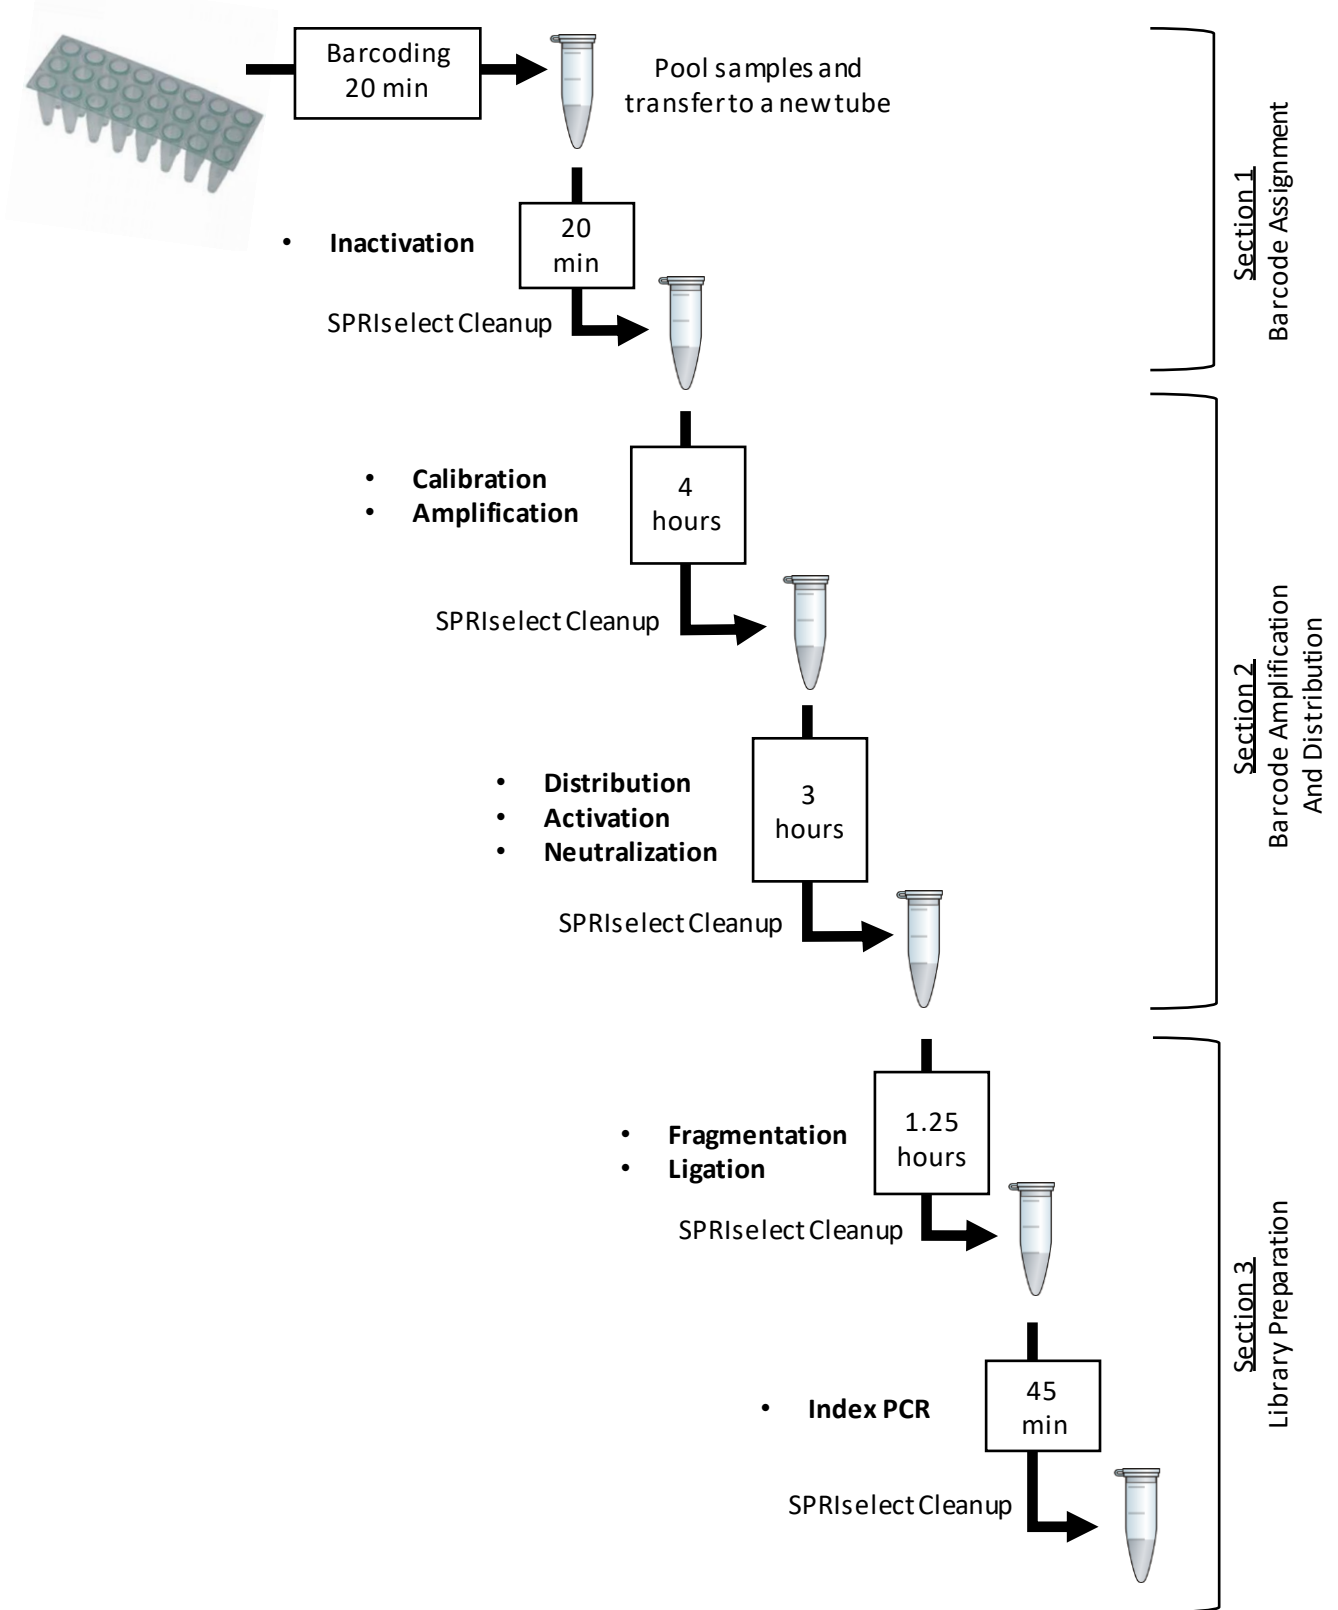 Barcoding
20 min
Pool samples and
transfer to a new tube
• Inactivation
20
min
SPRIselect Cleanup
Section 1
Barcode Assignment
• Calibration
• Amplification
4
hours
SPRIselect Cleanup
• Distribution
• Activation
• Neutralization
3
hours
SPRIselect Cleanup
Section 2
Barcode Amplification
And Distribution
• Fragmentation
• Ligation
1.25
hours
SPRIselect Cleanup
• Index PCR
45
min
SPRIselect Cleanup
Section 3
Library Preparation